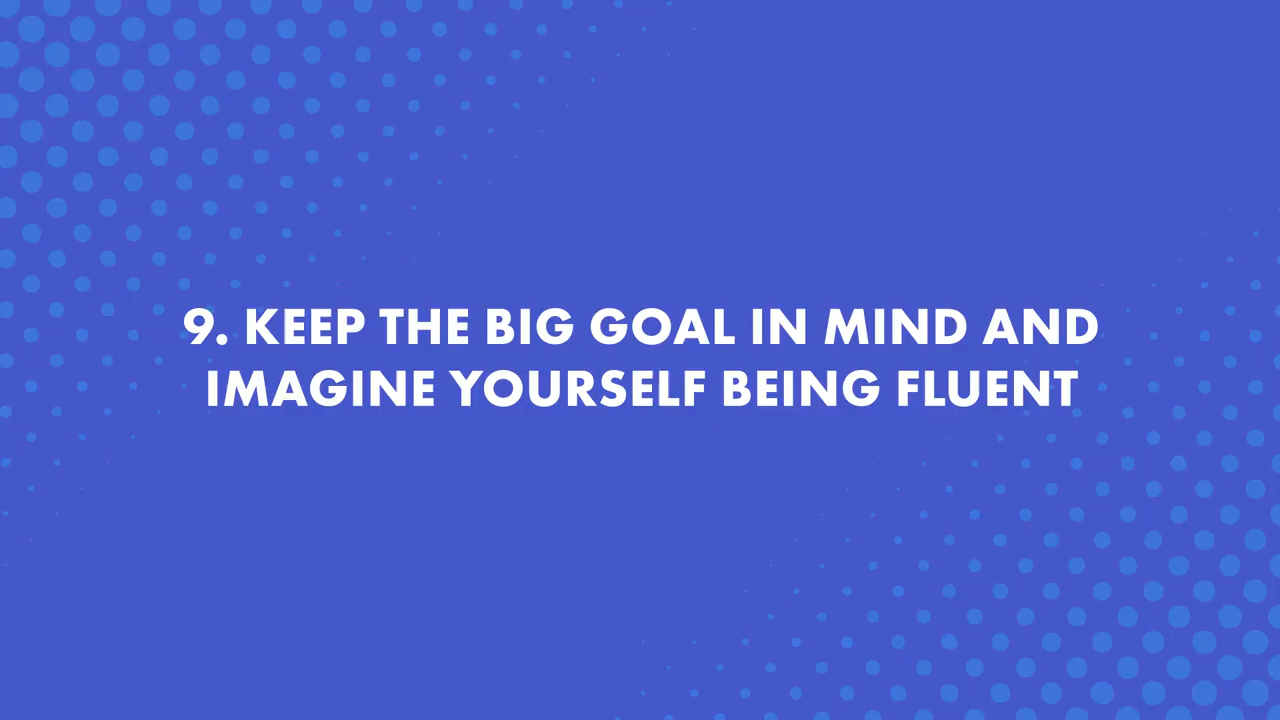 9. KEEP THE BIG GOAL IN MIND AND
IMAGINE YOURSELF BEING FLUENT